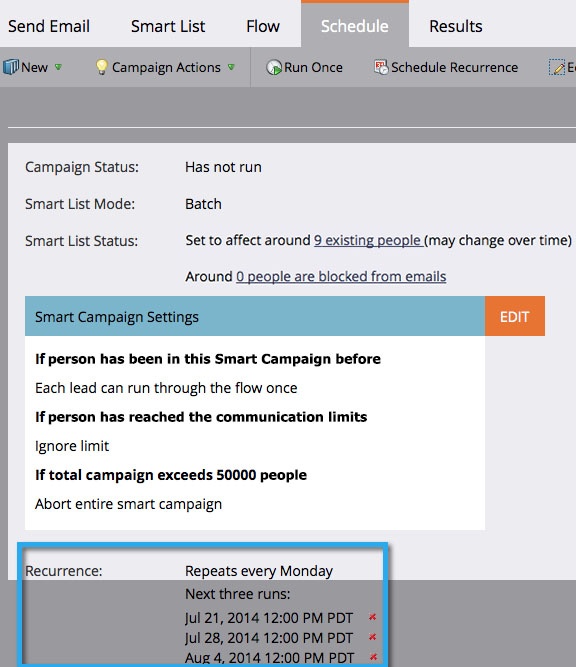 Send Email Smart List Flow Schedule Results
New Campaign Actions Run Once Schedule Recurrence
Campaign Status: Has not run
Smart List Mode: Batch
Smart List Status: Set to affect around 9 existing people (may change over time)
Around 0 people are blocked from emails
Smart Campaign Settings EDIT
If person has been in this Smart Campaign before
Each lead can run through the flow once
If person has reached the communication limits
Ignore limit
If total campaign exceeds 50000 people
Abort entire smart campaign
Recurrence: Repeats every Monday
Next three runs:
Jul 21, 2014 12:00 PM PDT
Jul 28, 2014 12:00 PM PDT
Aug 4, 2014 12:00 PM PDT